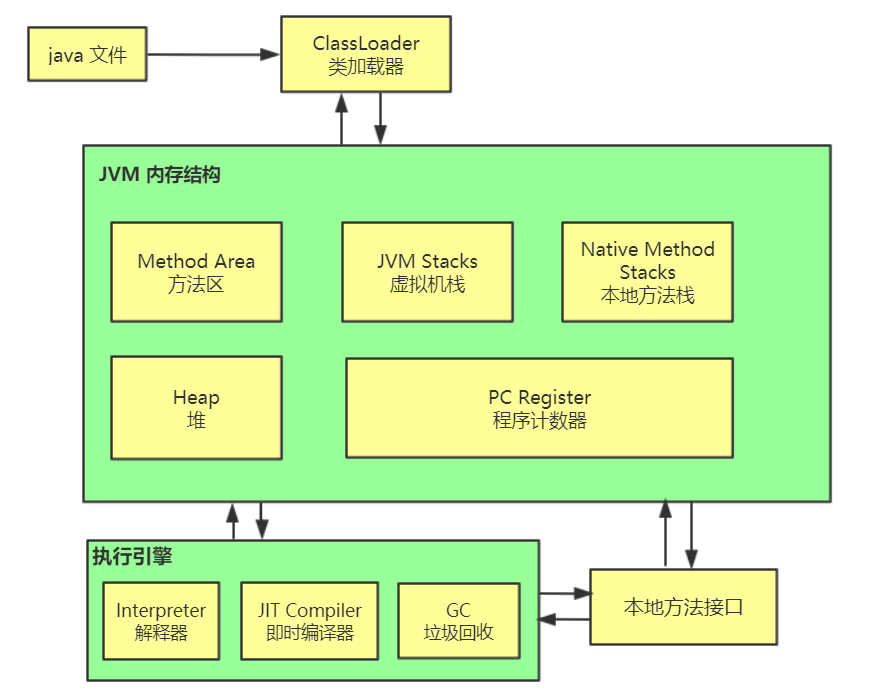 java 文件
ClassLoader
类加载器
JVM 内存结构
Method Area
方法区
JVM Stacks
虚拟机栈
Native Method
Stacks
本地方法栈
Heap
堆
PC Register
程序计数器
执行引擎
Interpreter
解释器
JIT Compiler
即时编译器
GC
垃圾回收
本地方法接口